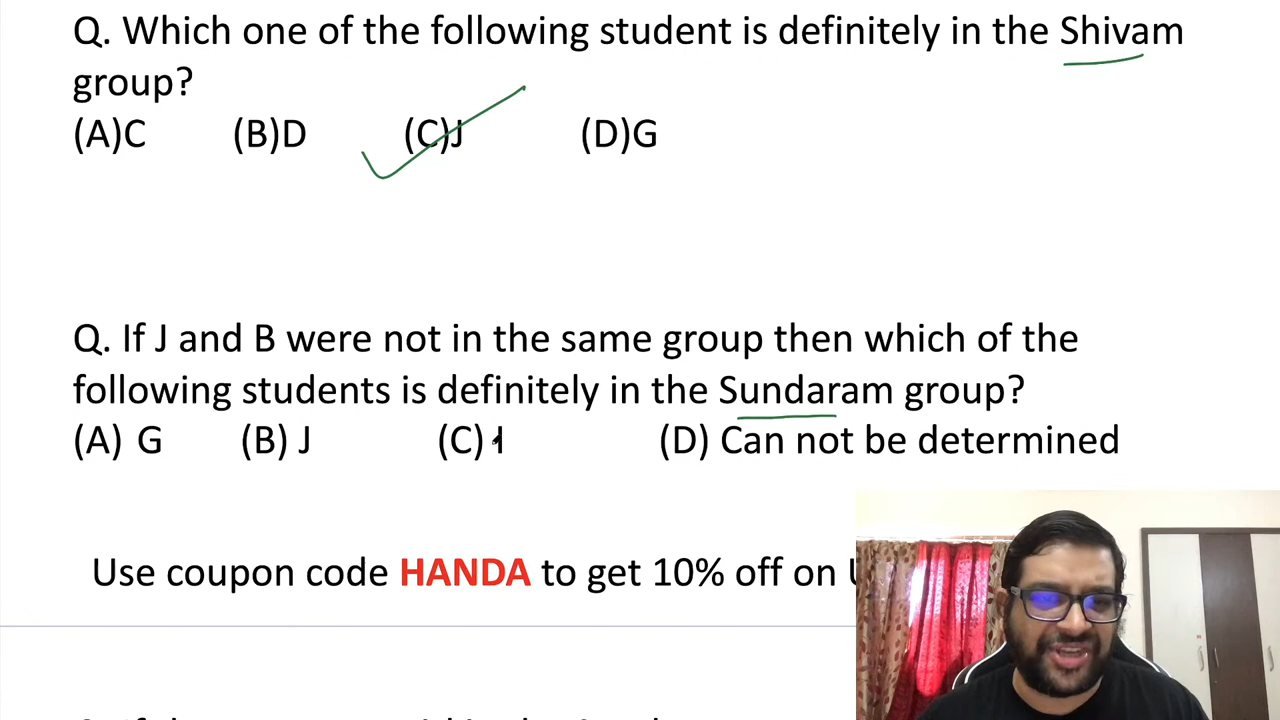 Q. Which one of the following student is definitely in the Shivam
group?
(A)C (B)D (C)J (D)G
Q. If J and B were not in the same group then which of the
following students is definitely in the Sundaram group?
(A) G (B) J (C) I (D) Can not be determined
Use coupon code HANDA to get 10% off on